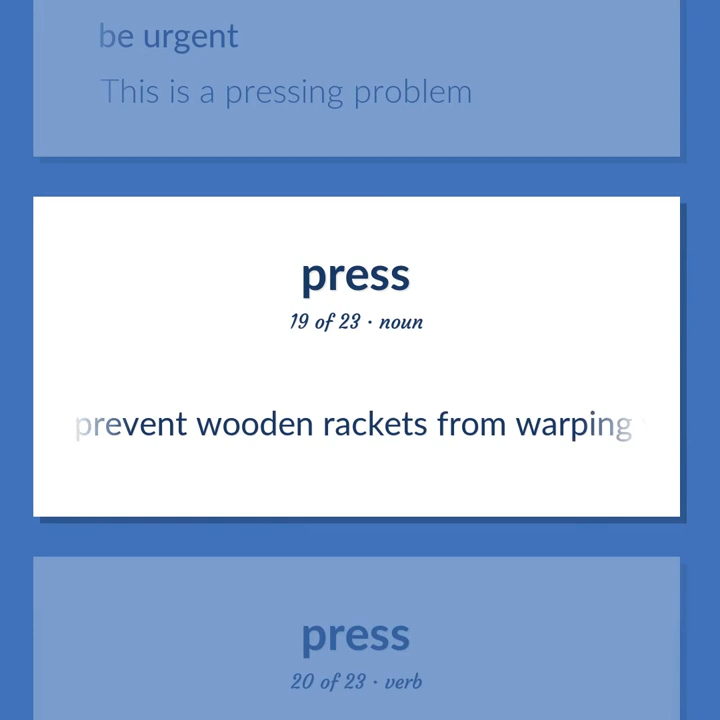 be urgent
This is a pressing problem
press
19 of 23 · noun
prevent wooden rackets from warping
press
20 of 23 · verb